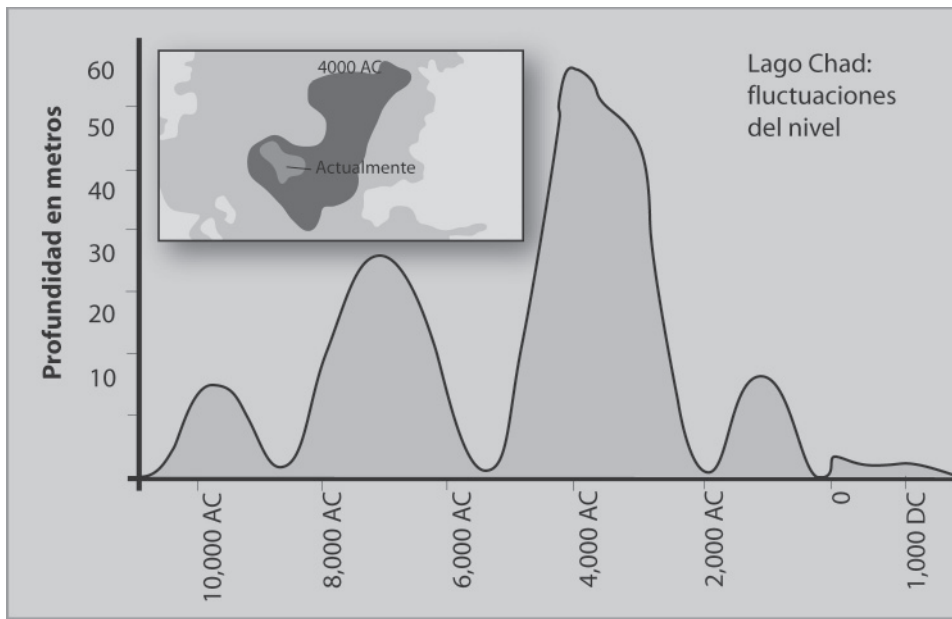 Lago Chad:
fluctuaciones
del nivel
4000 AC
Actualmente
Profundidad en metros
60
50
40
30
20
10
10,000 AC
8,000 AC
6,000 AC
4,000 AC
2,000 AC
0
1,000 DC